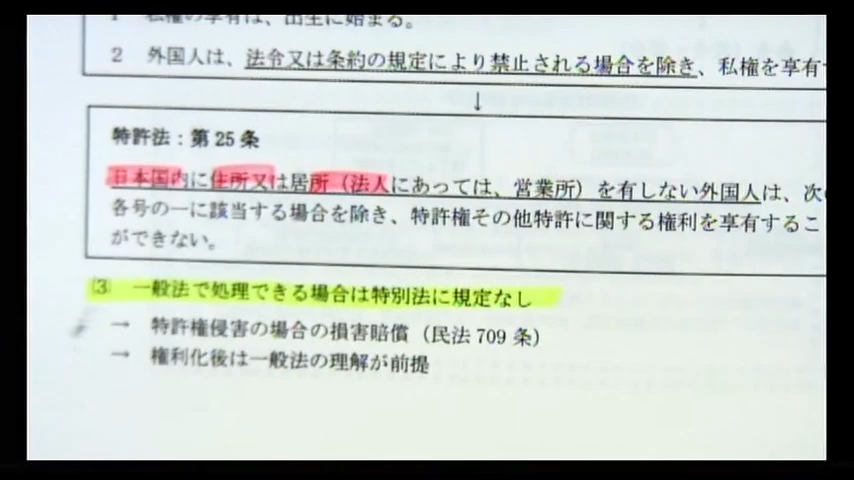 1 私権の享有は、出生に始まる。
2 外国人は、法令又は条約の規定により禁止される場合を除き、私権を享有す
↓
特許法：第25条
日本国内に住所又は居所（法人にあっては、営業所）を有しない外国人は、次の
各号の一に該当する場合を除き、特許権その他特許に関する権利を享有するこ
ができない。
(3) 一般法で処理できる場合は特別法に規定なし
→ 特許権侵害の場合の損害賠償（民法709条）
→ 権利化後は一般法の理解が前提